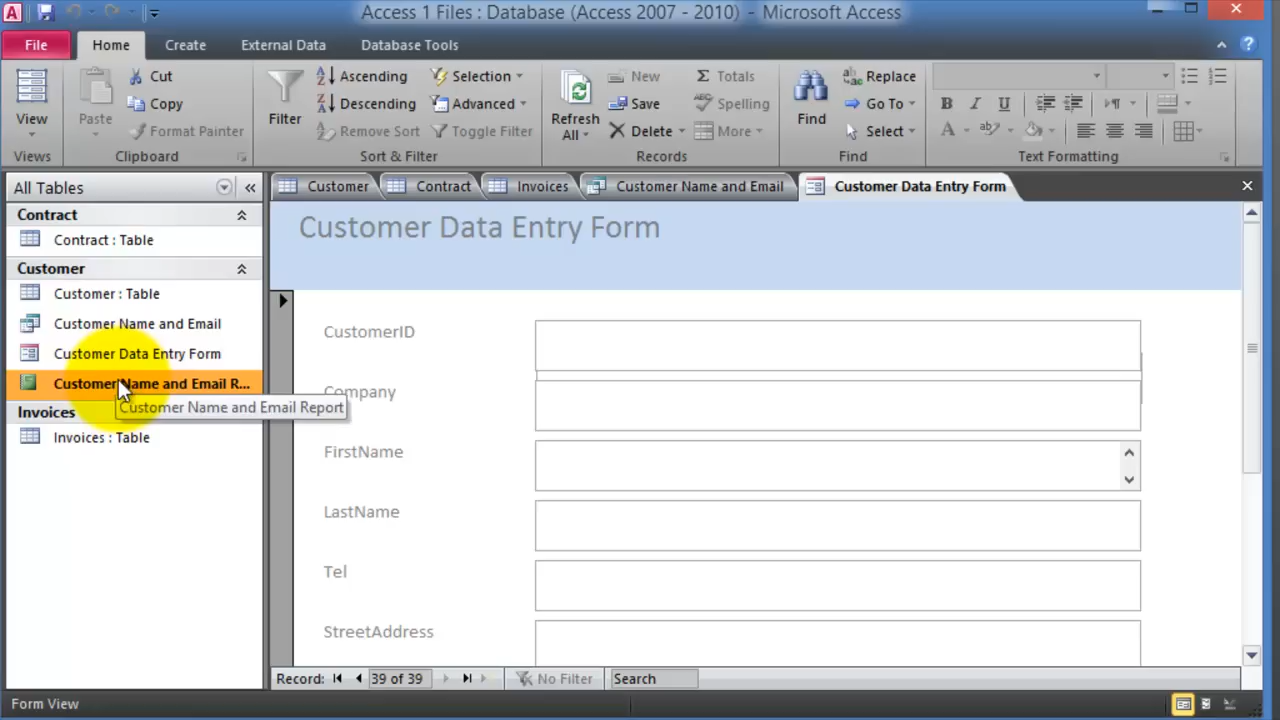 Access 1 Files : Database (Access 2007 - 2010) - Microsoft Access
File Home Create External Data Database Tools
View
Views
Paste
Cut
Copy
Format Painter
Clipboard
Filter
Ascending
Descending
Remove Sort
Selection
Advanced
Toggle Filter
Sort & Filter
Refresh
All
New
Save
Delete
Totals
Spelling
More
Records
Find
Replace
Go To
Select
Find
B I U
A ab
Text Formatting
All Tables
Contract
Contract : Table
Customer
Customer : Table
Customer Name and Email
Customer Data Entry Form
Customer Name and Email R...
Customer Name and Email Report
Invoices
Invoices : Table
Customer Contract Invoices Customer Name and Email Customer Data Entry Form
Customer Data Entry Form
CustomerID
Company
FirstName
LastName
Tel
StreetAddress
Record: 39 of 39 No Filter Search
Form View